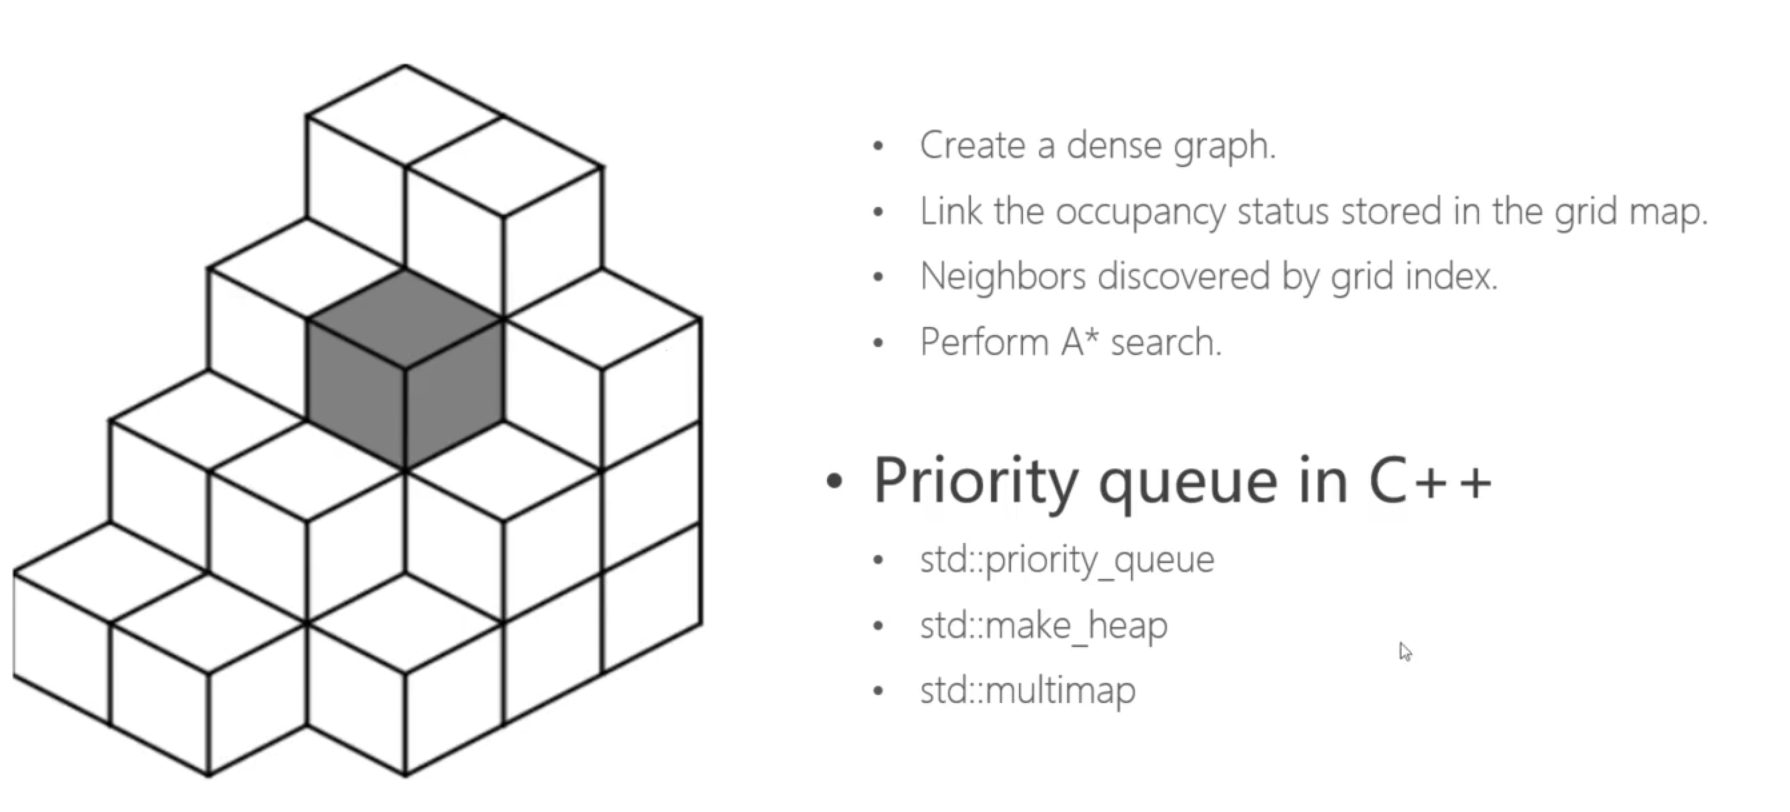 • Create a dense graph.
• Link the occupancy status stored in the grid map.
• Neighbors discovered by grid index.
• Perform A* search.
• Priority queue in C++
• std::priority_queue
• std::make_heap
• std::multimap